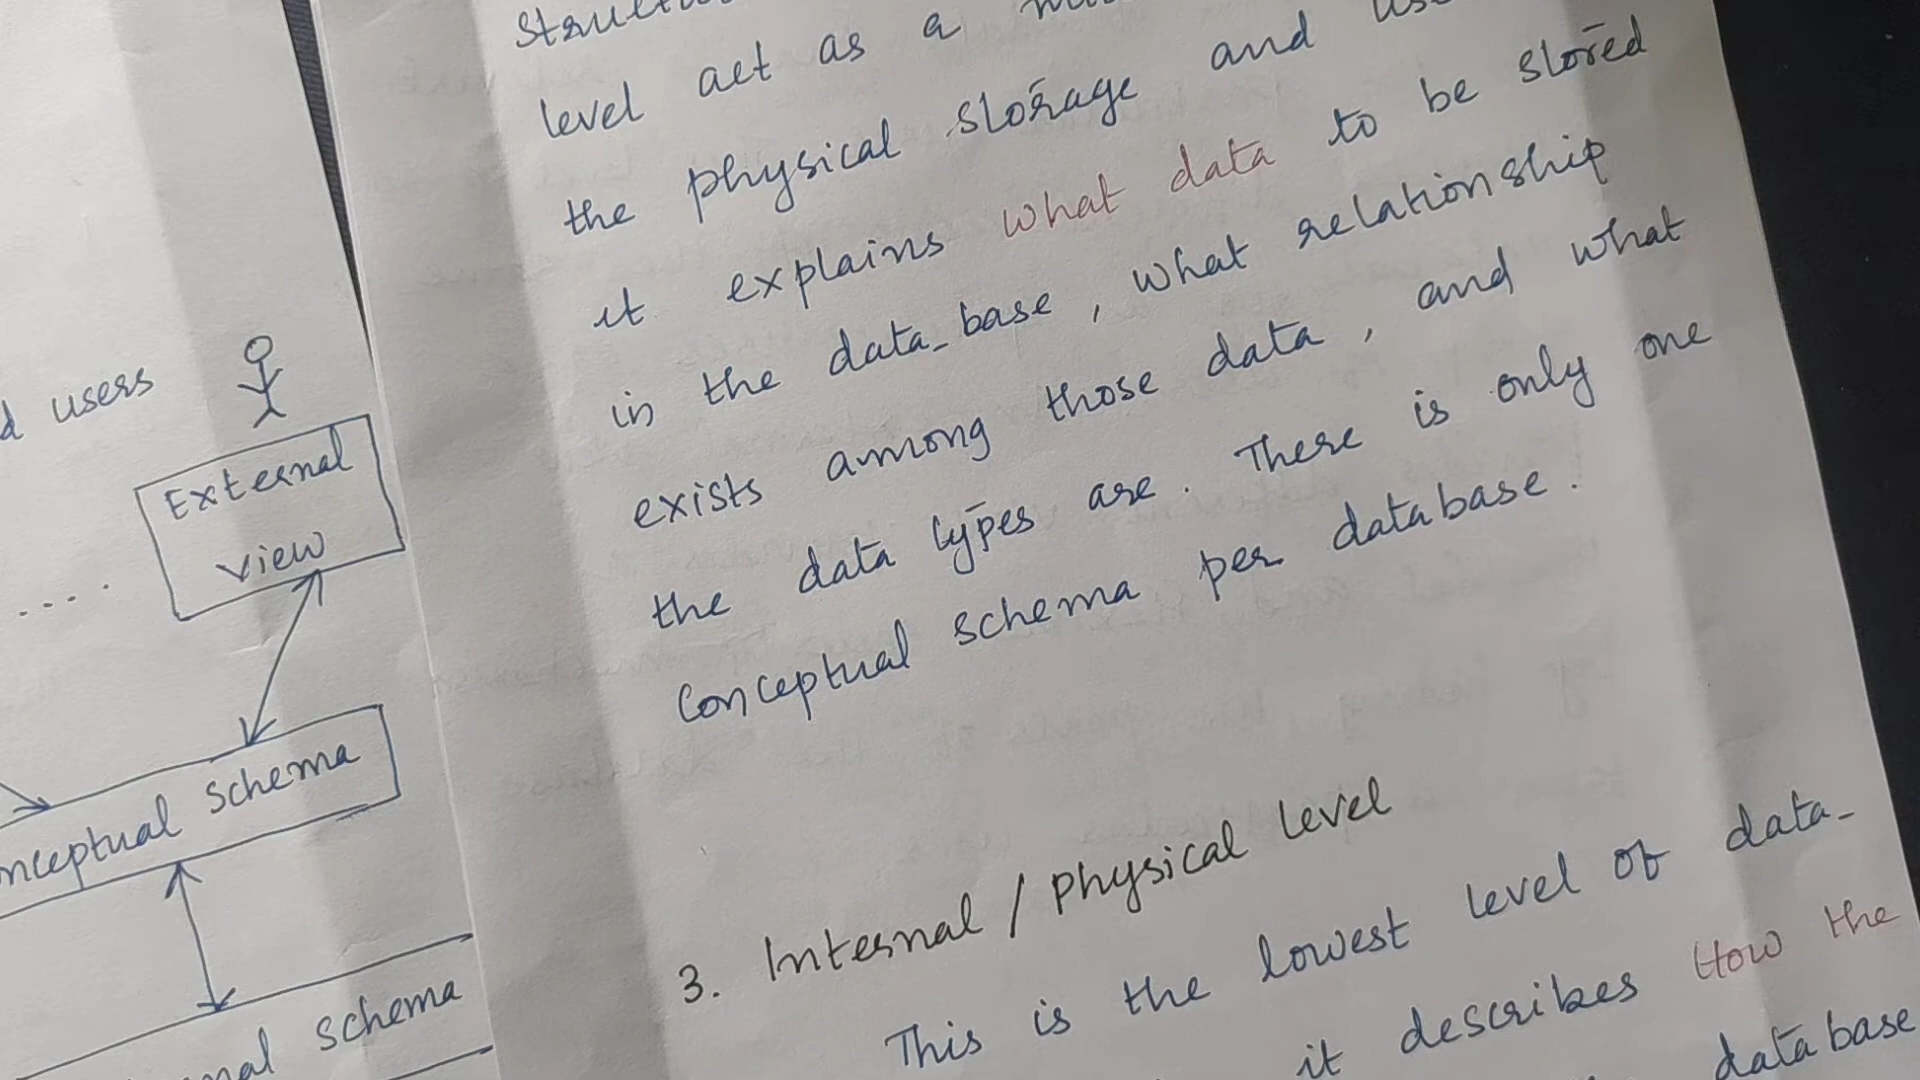 users
External
view
....
Conceptual schema
schema
level act as a
the physical storage and
it explains what data to be stored
in the data_base, what relationship
exists among those data, and what
the data types are. There is only one
Conceptual schema per database.
3. Internal / Physical level
This is the lowest level of data_
it describes How the
database